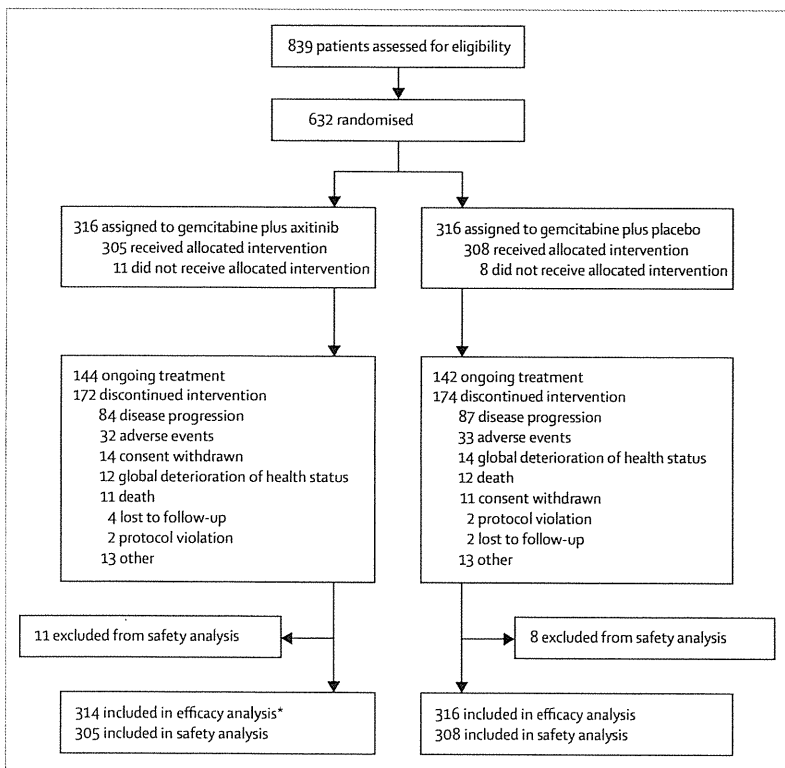 839 patients assessed for eligibility
632 randomised
316 assigned to gemcitabine plus axitinib
305 received allocated intervention
11 did not receive allocated intervention
316 assigned to gemcitabine plus placebo
308 received allocated intervention
8 did not receive allocated intervention
144 ongoing treatment
172 discontinued intervention
84 disease progression
32 adverse events
14 consent withdrawn
12 global deterioration of health status
11 death
4 lost to follow-up
2 protocol violation
13 other
142 ongoing treatment
174 discontinued intervention
87 disease progression
33 adverse events
14 global deterioration of health status
12 death
11 consent withdrawn
2 protocol violation
2 lost to follow-up
13 other
11 excluded from safety analysis
8 excluded from safety analysis
314 included in efficacy analysis*
305 included in safety analysis
316 included in efficacy analysis
308 included in safety analysis